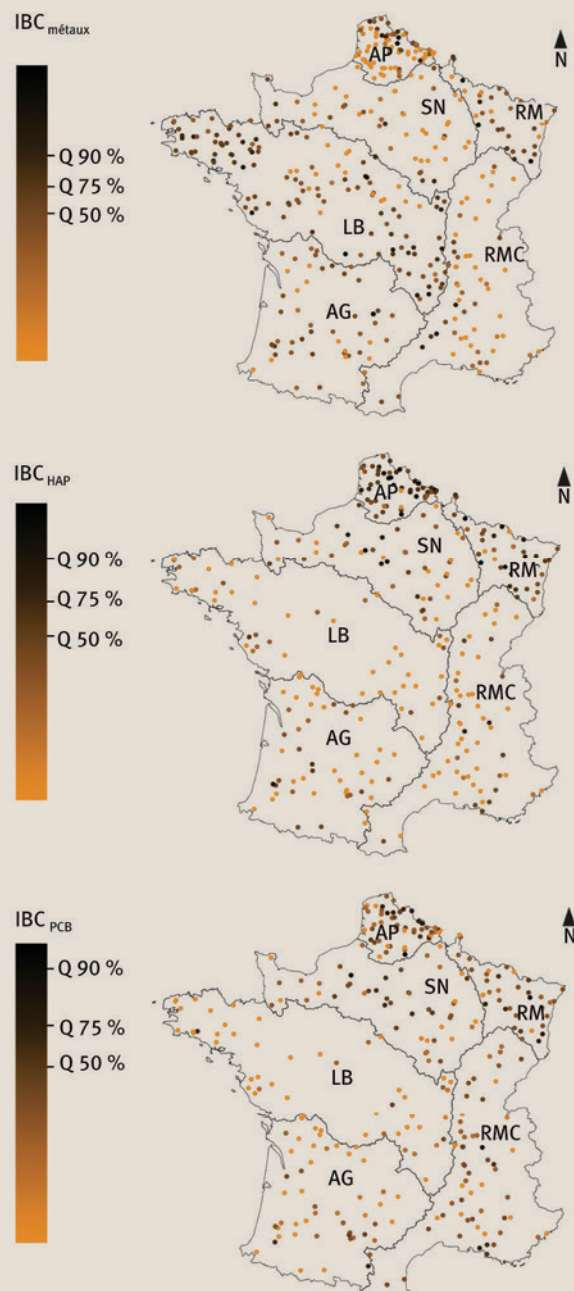 IBC métaux
Q 90 %
Q 75 %
Q 50 %
N
AP
SN
RM
LB
RMC
AG
IBC HAP
Q 90 %
Q 75 %
Q 50 %
N
AP
SN
RM
LB
RMC
AG
IBC PCB
Q 90 %
Q 75 %
Q 50 %
N
AP
SN
RM
LB
RMC
AG